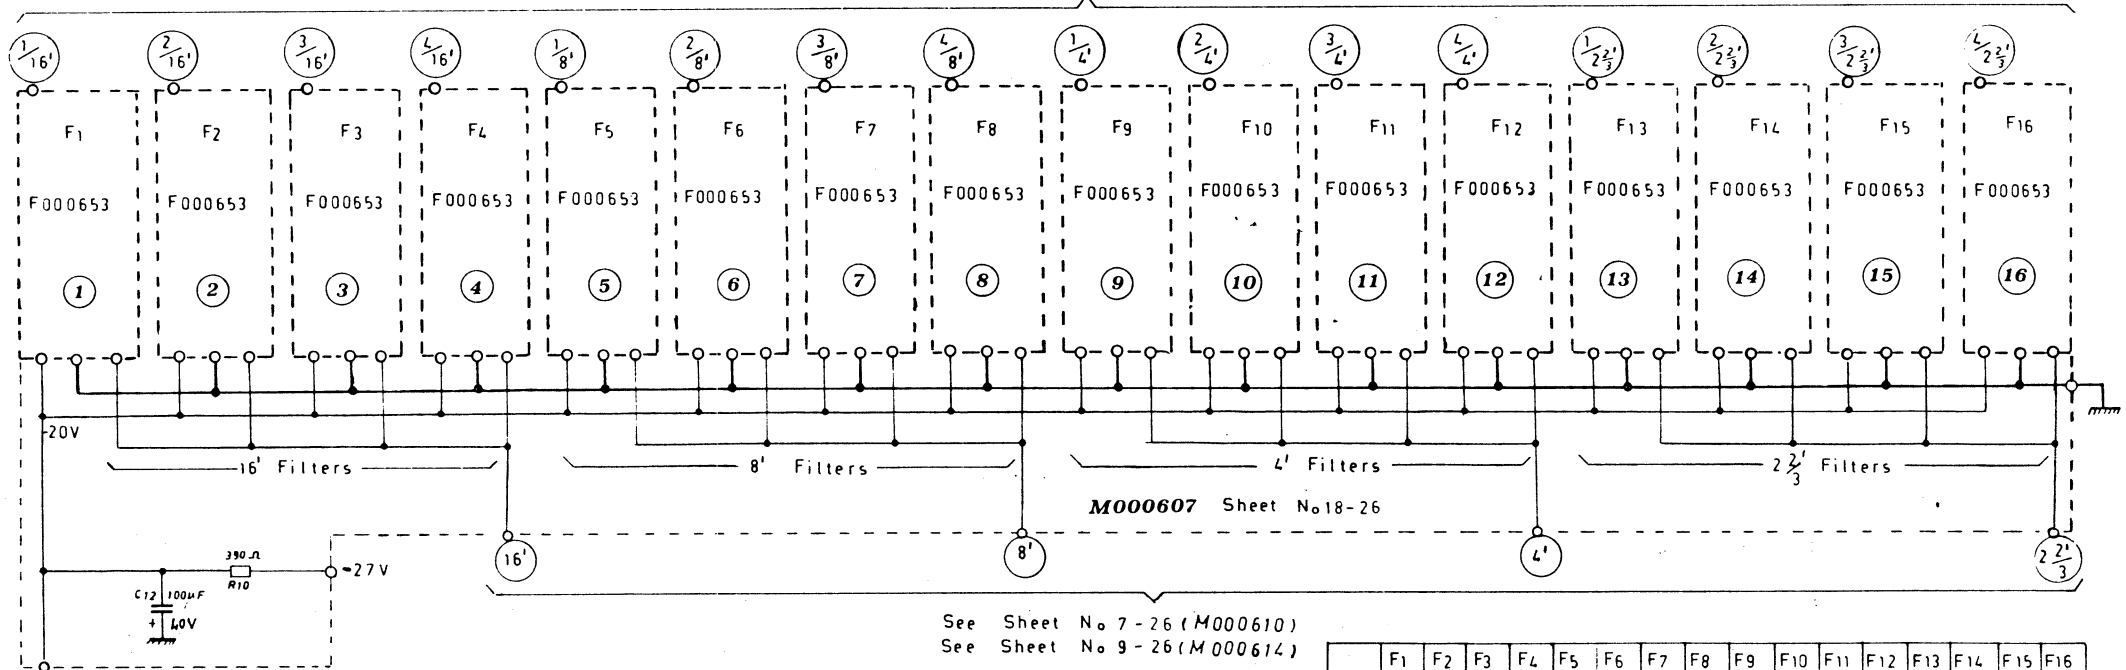 1/16' 2/16' 3/16' 4/16' 1/8' 2/8' 3/8' 4/8' 1/4' 2/4' 3/4' 4/4' 1/2 2/3' 2/2 2/3' 3/2 2/3' 4/2 2/3'
F1 F2 F3 F4 F5 F6 F7 F8 F9 F10 F11 F12 F13 F14 F15 F16
F000653 F000653 F000653 F000653 F000653 F000653 F000653 F000653 F000653 F000653 F000653 F000653 F000653 F000653 F000653 F000653
1 2 3 4 5 6 7 8 9 10 11 12 13 14 15 16
-20V
16' Filters 8' Filters 4' Filters 2 2/3' Filters
M000607 Sheet No 18-26
16' 8' 4' 2 2/3'
390Ω
-27V
R10
C12 100µF
+ 40V
See Sheet No 7-26 (M000610)
See Sheet No 9-26 (M000614)
F1 F2 F3 F4 F5 F6 F7 F8 F9 F10 F11 F12 F13 F14 F15 F16